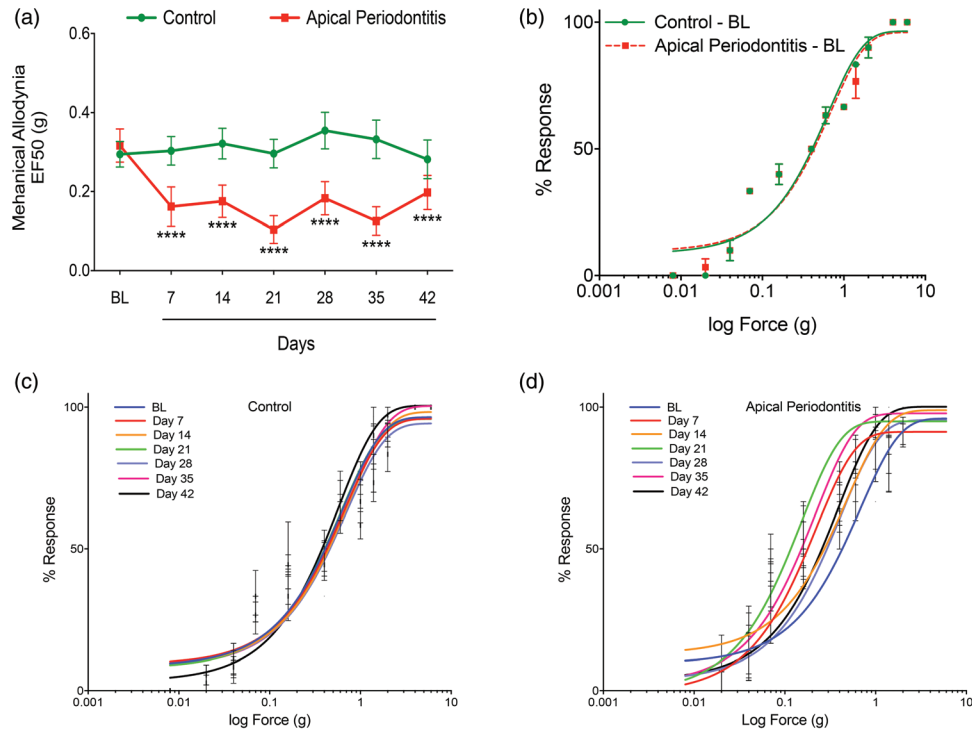 (a)
Control
Apical Periodontitis
Mehanical Allodynia
EF50 (g)
0.6
0.4
0.2
0.0
****
****
****
****
****
****
BL 7 14 21 28 35 42
Days
(b)
Control - BL
Apical Periodontitis - BL
% Response
100
50
0
0.001 0.01 0.1 1 10
log Force (g)
(c)
BL
Day 7
Day 14
Day 21
Day 28
Day 35
Day 42
Control
% Response
100
50
0
0.001 0.01 0.1 1 10
log Force (g)
(d)
BL
Day 7
Day 14
Day 21
Day 28
Day 35
Day 42
Apical Periodontitis
% Response
100
50
0
0.001 0.01 0.1 1 10
Log Force (g)